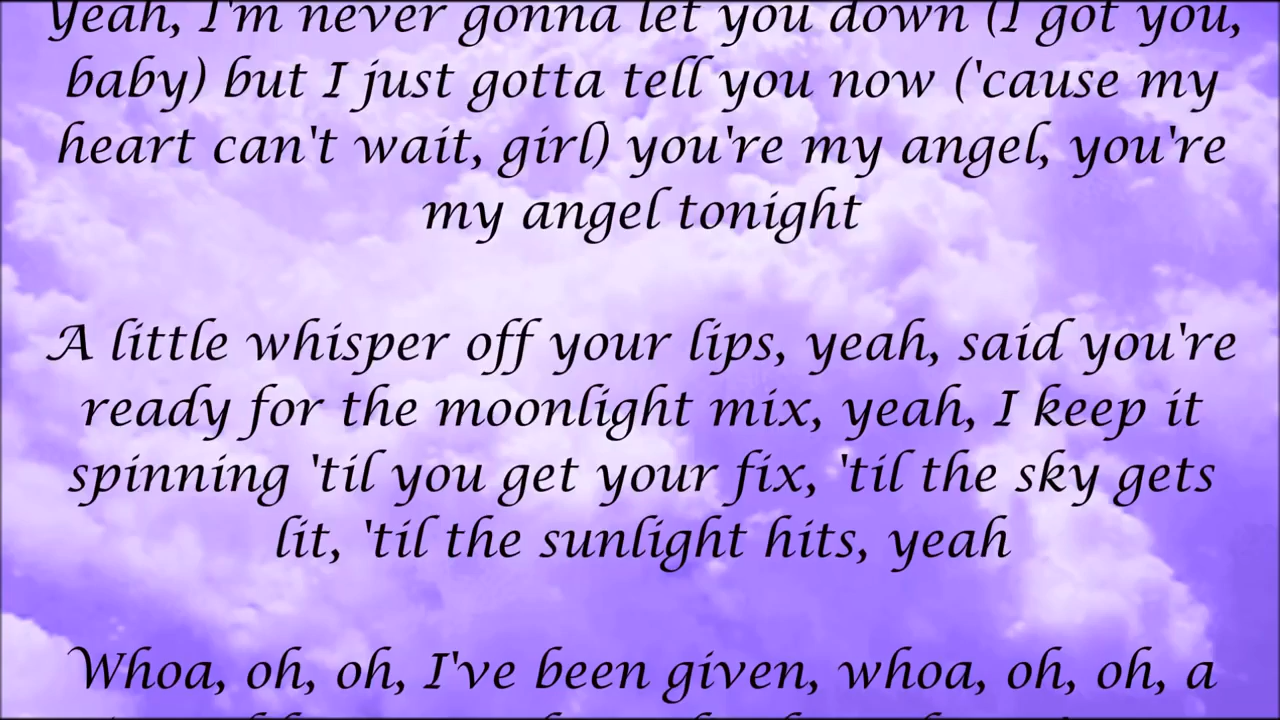 Yeah, I'm never gonna let you down (I got you,
baby) but I just gotta tell you now ('cause my
heart can't wait, girl) you're my angel, you're
my angel tonight
A little whisper off your lips, yeah, said you're
ready for the moonlight mix, yeah, I keep it
spinning 'til you get your fix, 'til the sky gets
lit, 'til the sunlight hits, yeah
Whoa, oh, oh, I've been given, whoa, oh, oh, a